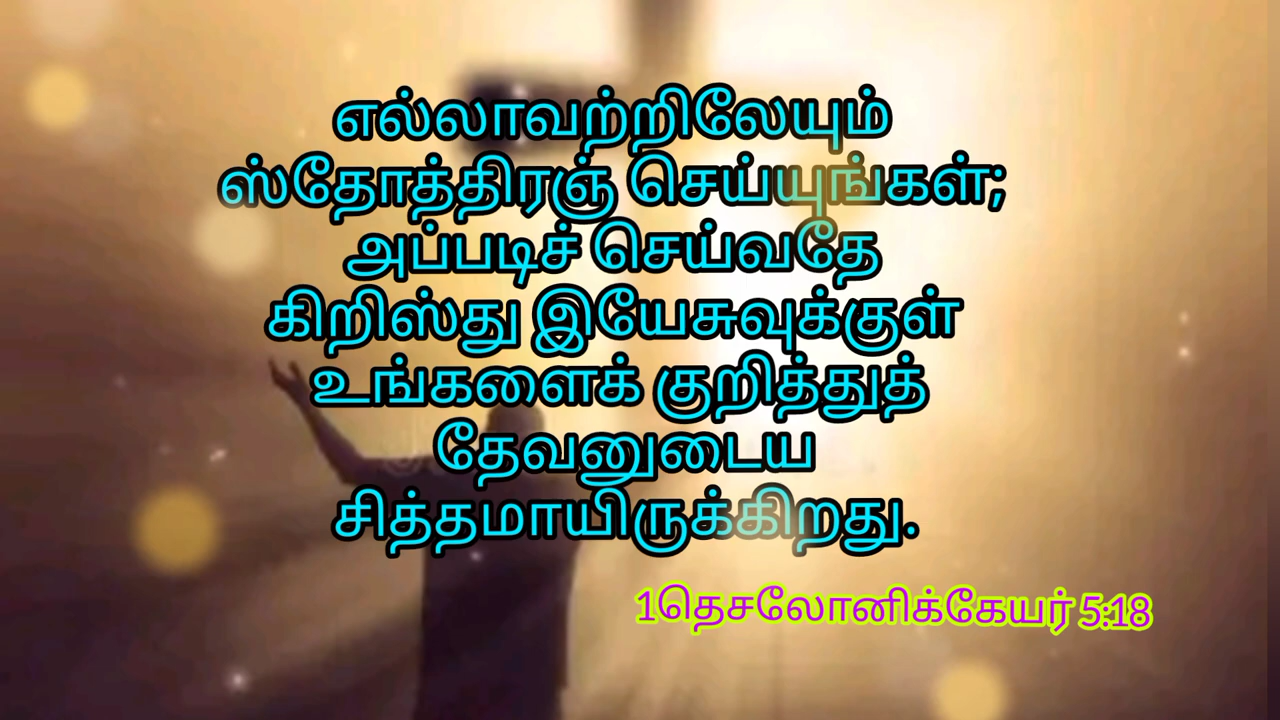 எல்லாவற்றிலேயும்
ஸ்தோத்திரஞ் செய்யுங்கள்;
அப்படிச் செய்வதே
கிறிஸ்து இயேசுவுக்குள்
உங்களைக் குறித்துத்
தேவனுடைய
சித்தமாயிருக்கிறது.
1தெசலோனிக்கேயர் 5:18